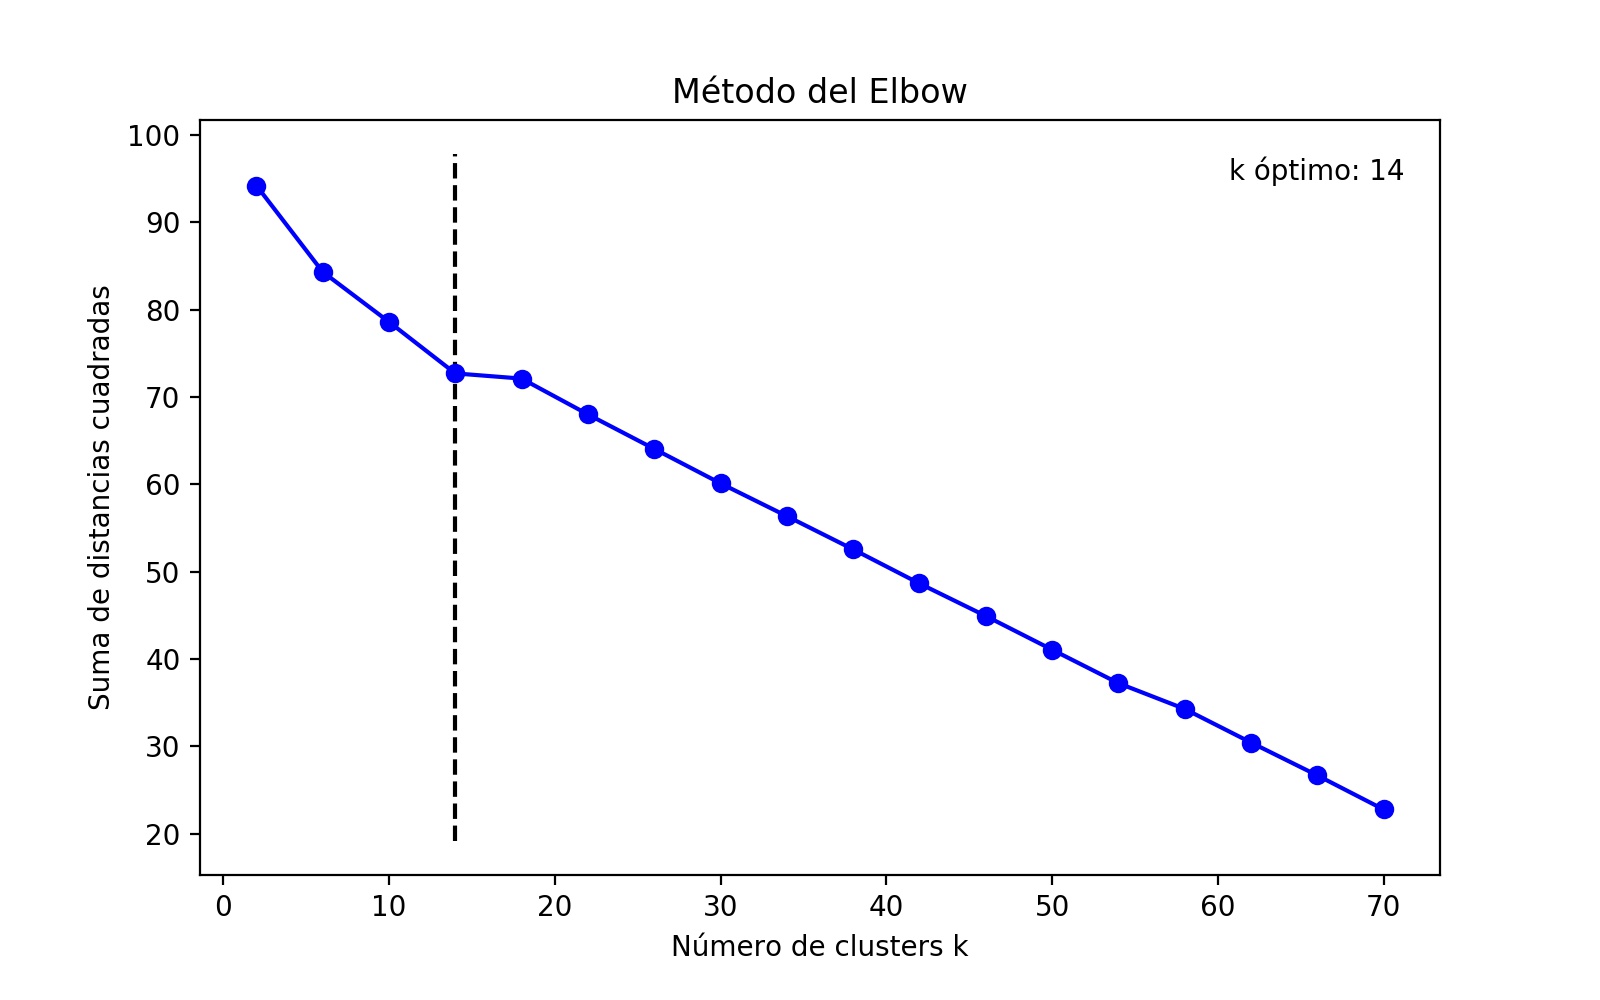 Método del Elbow
k óptimo: 14
Suma de distancias cuadradas
100
90
80
70
60
50
40
30
20
0 10 20 30 40 50 60 70
Número de clusters k